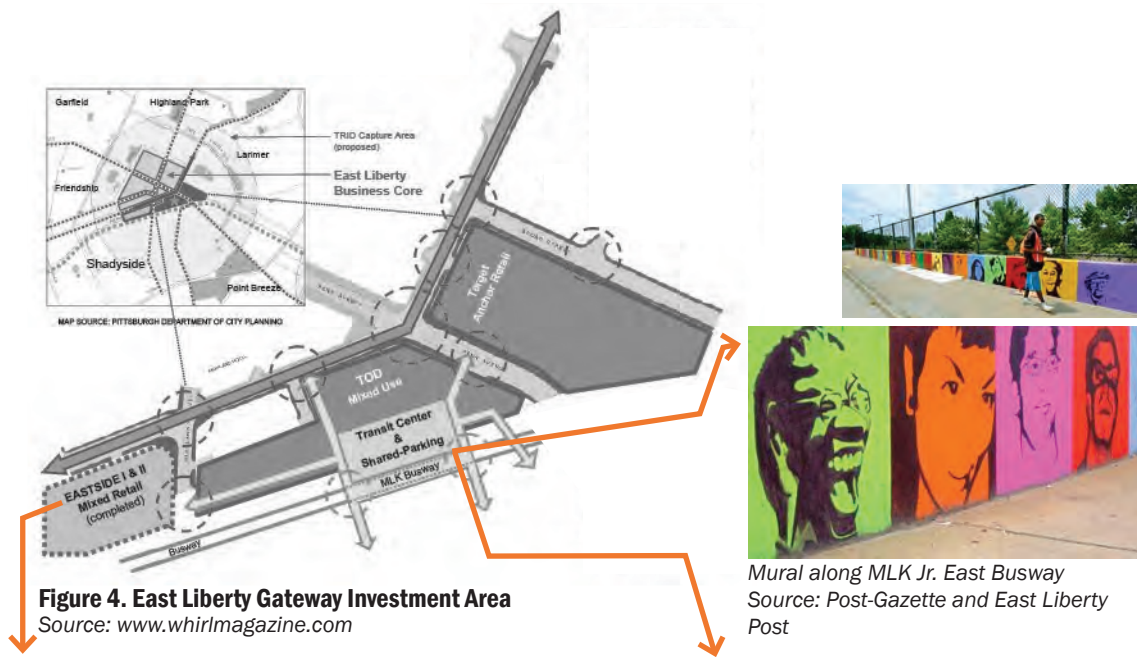 Garfield
Highland Park
TRID Capture Area
(proposed)
Larimer
East Liberty
Business Core
Friendship
Shadyside
Point Breeze
MAP SOURCE: PITTSBURGH DEPARTMENT OF CITY PLANNING
Target
Anchor Retail
TOD
Mixed Use
Transit Center
&
Shared-Parking
MLK Busway
EASTSIDE I & II
Mixed Retail
(completed)
Busway
Figure 4. East Liberty Gateway Investment Area
Source: www.whirlmagazine.com
Mural along MLK Jr. East Busway
Source: Post-Gazette and East Liberty
Post